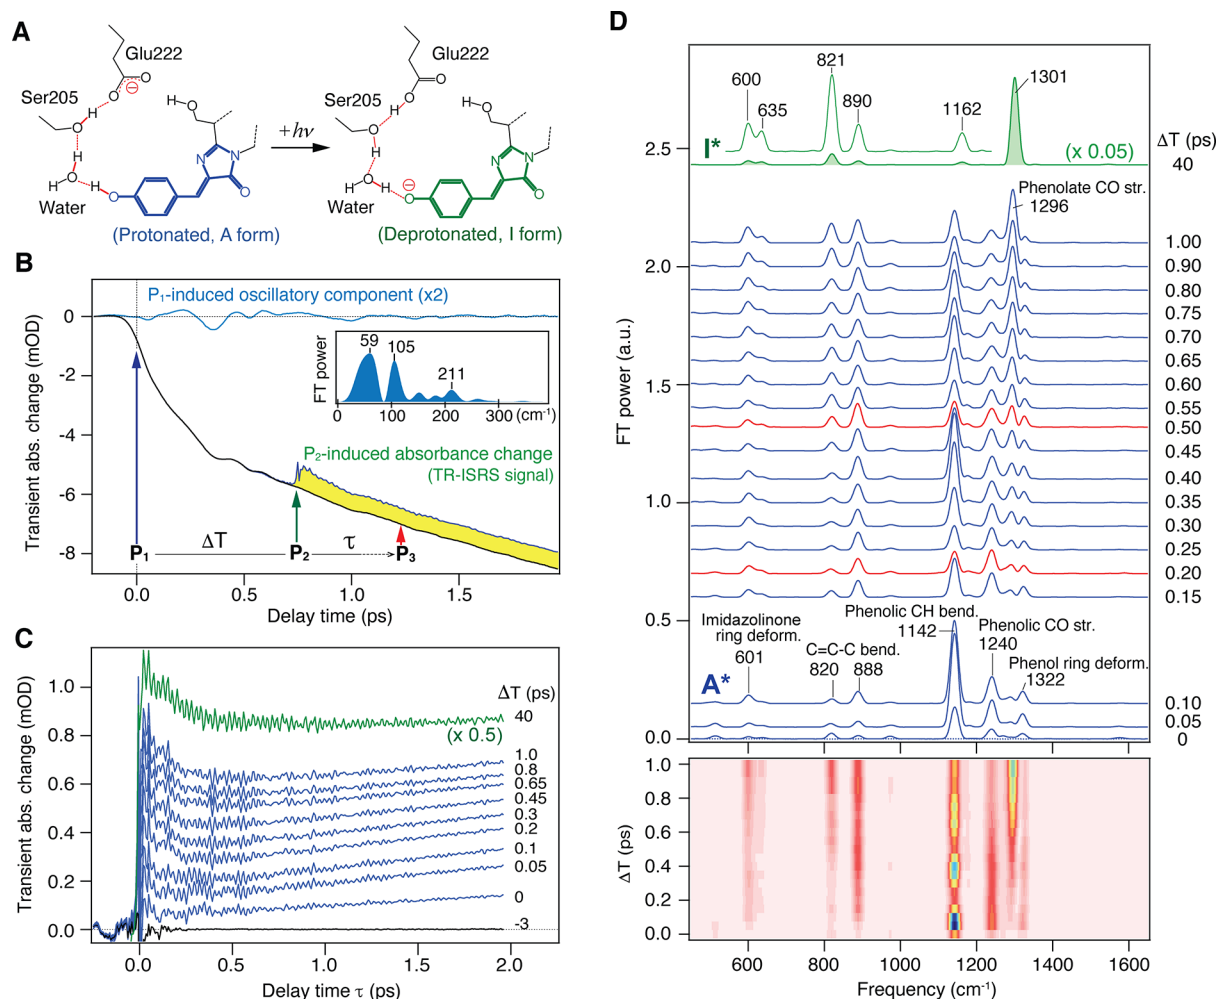 A
Glu222
O
O
⊖
H
Ser205
O
H
H
O
H
O
Water
HO
N
N
O
(Protonated, A form)
+hν
Glu222
O
O
H
Ser205
O
H
H
O
H
⊖
O
Water
HO
N
N
O
(Deprotonated, I form)
B
P₁-induced oscillatory component (x2)
0
-2
-4
-6
-8
Transient abs. change (mOD)
FT power
59
105
211
0
100
200
300
(cm⁻¹)
P₂-induced absorbance change
(TR-ISRS signal)
P₁
ΔT
P₂
τ
P₃
0.0
0.5
1.0
1.5
Delay time (ps)
C
Transient abs. change (mOD)
1.0
0.8
0.6
0.4
0.2
0.0
ΔT (ps)
40
(x 0.5)
1.0
0.8
0.65
0.45
0.3
0.2
0.1
0.05
0
-3
0.0
0.5
1.0
1.5
2.0
Delay time τ (ps)
D
FT power (a.u.)
2.5
2.0
1.5
1.0
0.5
0.0
600
635
821
890
1162
1301
I*
(x 0.05)
ΔT (ps)
40
Phenolate CO str.
1296
1.00
0.90
0.80
0.75
0.70
0.65
0.60
0.55
0.50
0.45
0.40
0.35
0.30
0.25
0.20
0.15
Imidazolinone
ring deform.
601
C=C-C bend.
820
888
Phenolic CH bend.
1142
Phenolic CO str.
1240
Phenol ring deform.
1322
A*
0.10
0.05
0
ΔT (ps)
1.0
0.8
0.6
0.4
0.2
0.0
600
800
1000
1200
1400
1600
Frequency (cm⁻¹)